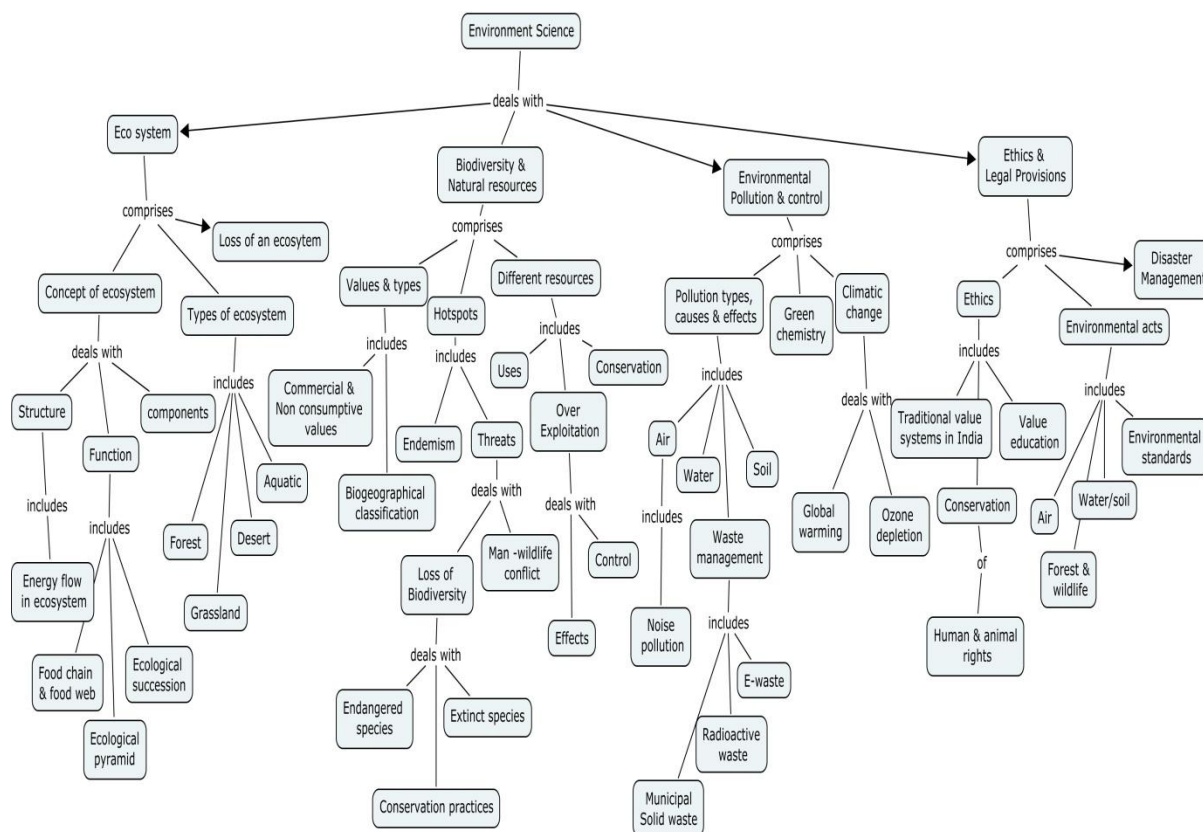 Environment Science
deals with
Eco system
Biodiversity &
Natural resources
Environmental
Pollution & control
Ethics &
Legal Provisions
comprises
Loss of an ecosytem
Concept of ecosystem
Types of ecosystem
deals with
Structure
Function
components
includes
Energy flow
in ecosystem
includes
Food chain
& food web
Ecological
pyramid
Ecological
succession
includes
Forest
Grassland
Desert
Aquatic
comprises
Values & types
Hotspots
Different resources
includes
Commercial &
Non consumptive
values
Biogeographical
classification
includes
Endemism
Threats
deals with
Loss of
Biodiversity
Man -wildlife
conflict
deals with
Endangered
species
Conservation practices
Extinct species
includes
Uses
Over
Exploitation
Conservation
deals with
Effects
Control
comprises
Pollution types,
causes & effects
Green
chemistry
Climatic
change
includes
Air
Water
Soil
Waste
management
includes
Noise
pollution
includes
Municipal
Solid waste
Radioactive
waste
E-waste
deals with
Global
warming
Ozone
depletion
comprises
Ethics
Environmental acts
Disaster
Management
includes
Traditional value
systems in India
Conservation
Value
education
of
Human & animal
rights
includes
Air
Forest &
wildlife
Water/soil
Environmental
standards